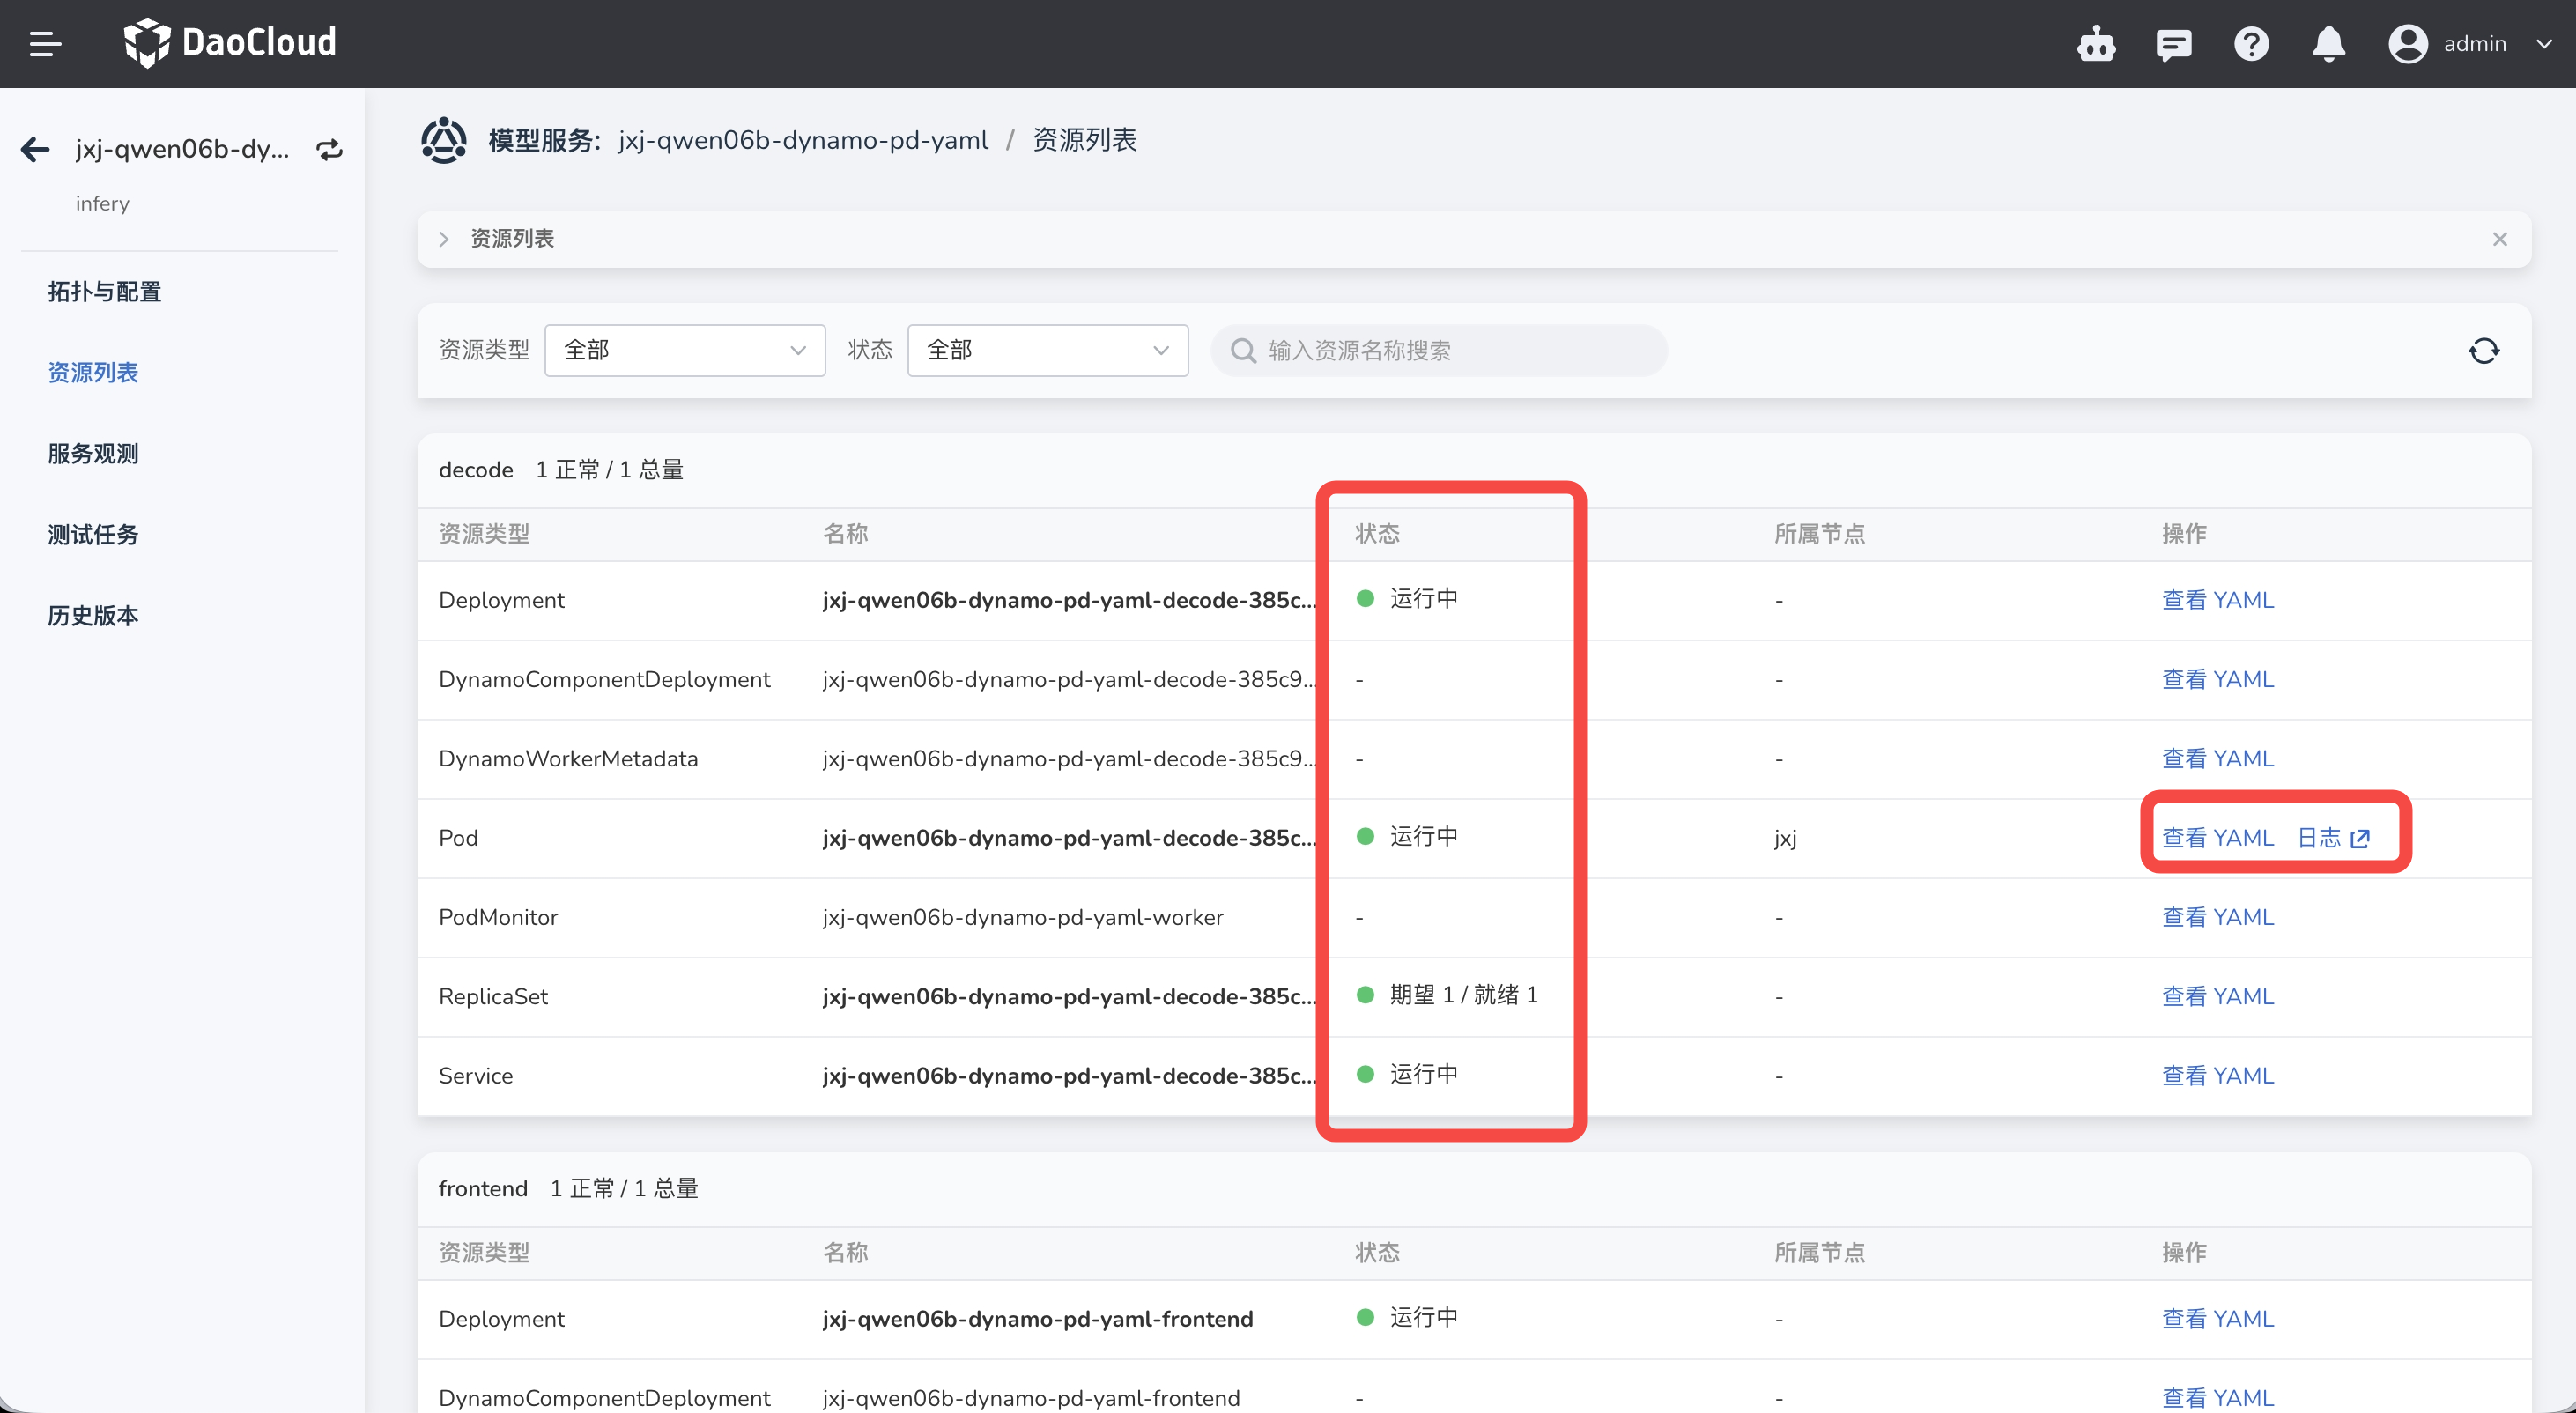 DaoCloud
admin
jxj-qwen06b-dy...
infery
拓扑与配置
资源列表
服务观测
测试任务
历史版本
模型服务: jxj-qwen06b-dynamo-pd-yaml / 资源列表
资源列表
资源类型 全部 状态 全部 输入资源名称搜索
decode 1 正常 / 1 总量
资源类型 名称 状态 所属节点 操作
Deployment jxj-qwen06b-dynamo-pd-yaml-decode-385c... 运行中 - 查看 YAML
DynamoComponentDeployment jxj-qwen06b-dynamo-pd-yaml-decode-385c9... - - 查看 YAML
DynamoWorkerMetadata jxj-qwen06b-dynamo-pd-yaml-decode-385c9... - - 查看 YAML
Pod jxj-qwen06b-dynamo-pd-yaml-decode-385c... 运行中 jxj 查看 YAML 日志
PodMonitor jxj-qwen06b-dynamo-pd-yaml-worker - - 查看 YAML
ReplicaSet jxj-qwen06b-dynamo-pd-yaml-decode-385c... 期望 1 / 就绪 1 - 查看 YAML
Service jxj-qwen06b-dynamo-pd-yaml-decode-385c... 运行中 - 查看 YAML
frontend 1 正常 / 1 总量
资源类型 名称 状态 所属节点 操作
Deployment jxj-qwen06b-dynamo-pd-yaml-frontend 运行中 - 查看 YAML
DynamoComponentDeployment jxj-qwen06b-dynamo-pd-yaml-frontend - - 查看 YAML